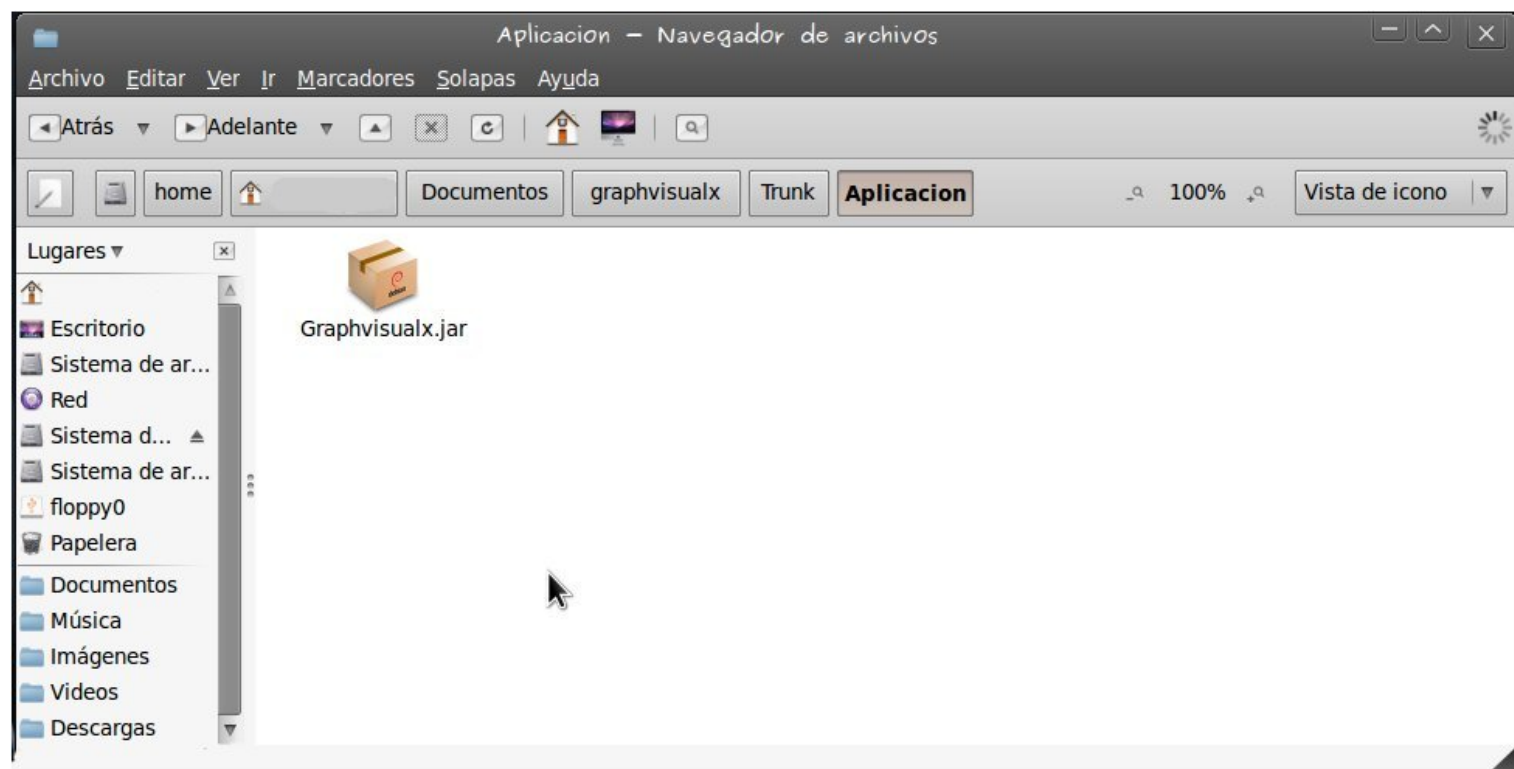 Aplicacion – Navegador de archivos
Archivo Editar Ver Ir Marcadores Solapas Ayuda
Atrás Adelante
home Documentos graphvisualx Trunk Aplicacion 100% Vista de icono
Lugares
Escritorio
Sistema de ar...
Red
Sistema d...
Sistema de ar...
floppy0
Papelera
Documentos
Música
Imágenes
Videos
Descargas
debian
Graphvisualx.jar